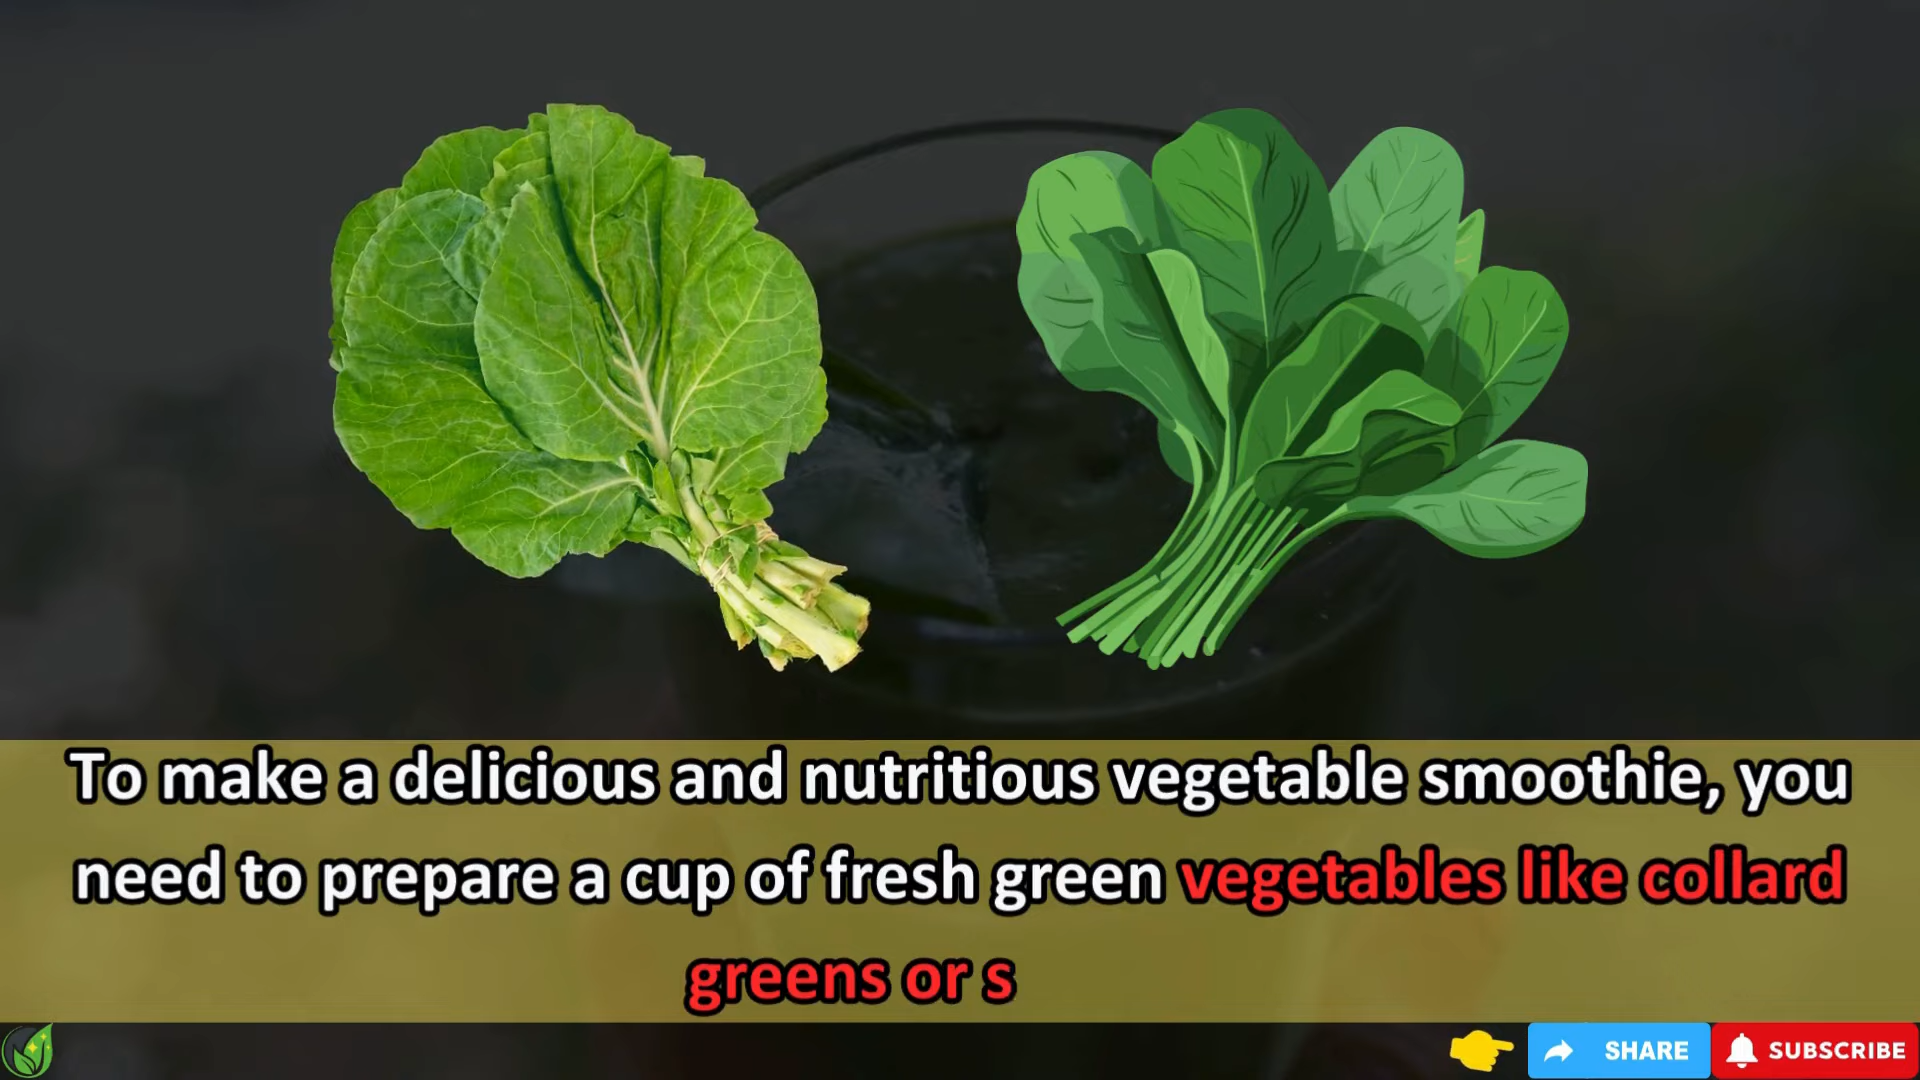 To make a delicious and nutritious vegetable smoothie, you
need to prepare a cup of fresh green vegetables like collard
greens or s
SHARE
SUBSCRIBE